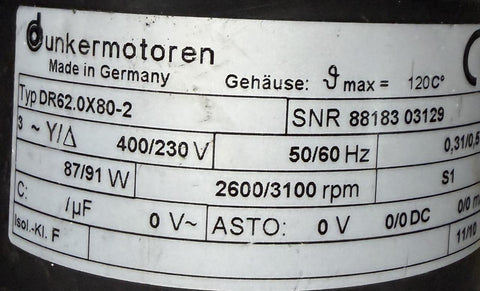 dunkermotoren
Made in Germany
Gehäuse: ϑ max = 120C°
Typ DR62.0X80-2
SNR 88183 03129
3 ~ Y/Δ 400/230 V 50/60 Hz 0,31/0,5
87/91 W 2600/3100 rpm S1
C: /µF 0 V~ ASTO: 0 V 0/0 DC 0/0 m
Isol.-Kl. F 11/10